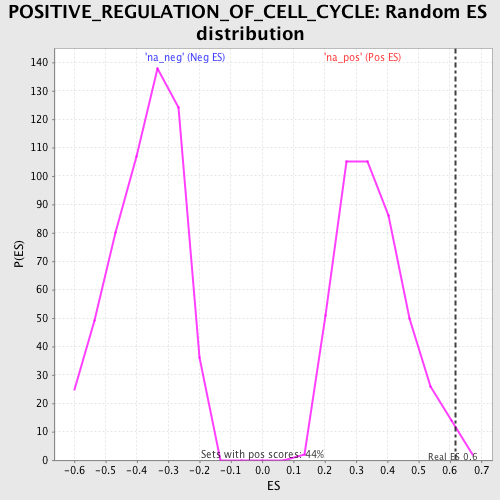 POSITIVE_REGULATION_OF_CELL_CYCLE: Random ES
distribution
'na_neg' (Neg ES)
'na_pos' (Pos ES)
140
130
120
110
100
90
80
70
60
50
40
30
20
10
0
P(ES)
Sets with pos scores: 44%
Real ES 0.6
-0.6 -0.5 -0.4 -0.3 -0.2 -0.1 0.0 0.1 0.2 0.3 0.4 0.5 0.6 0.7
ES